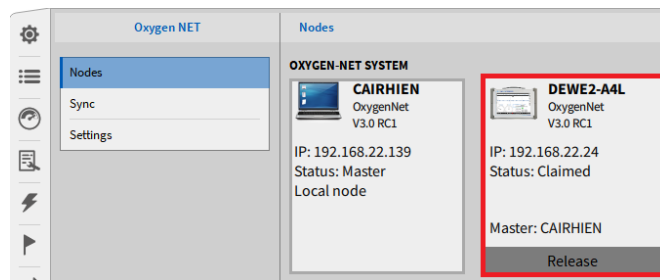 Oxygen NET
Nodes
Nodes
Sync
Settings
OXYGEN-NET SYSTEM
CAIRHIEN
OxygenNet
V3.0 RC1
IP: 192.168.22.139
Status: Master
Local node
DEWE2-A4L
OxygenNet
V3.0 RC1
IP: 192.168.22.24
Status: Claimed
Master: CAIRHIEN
Release